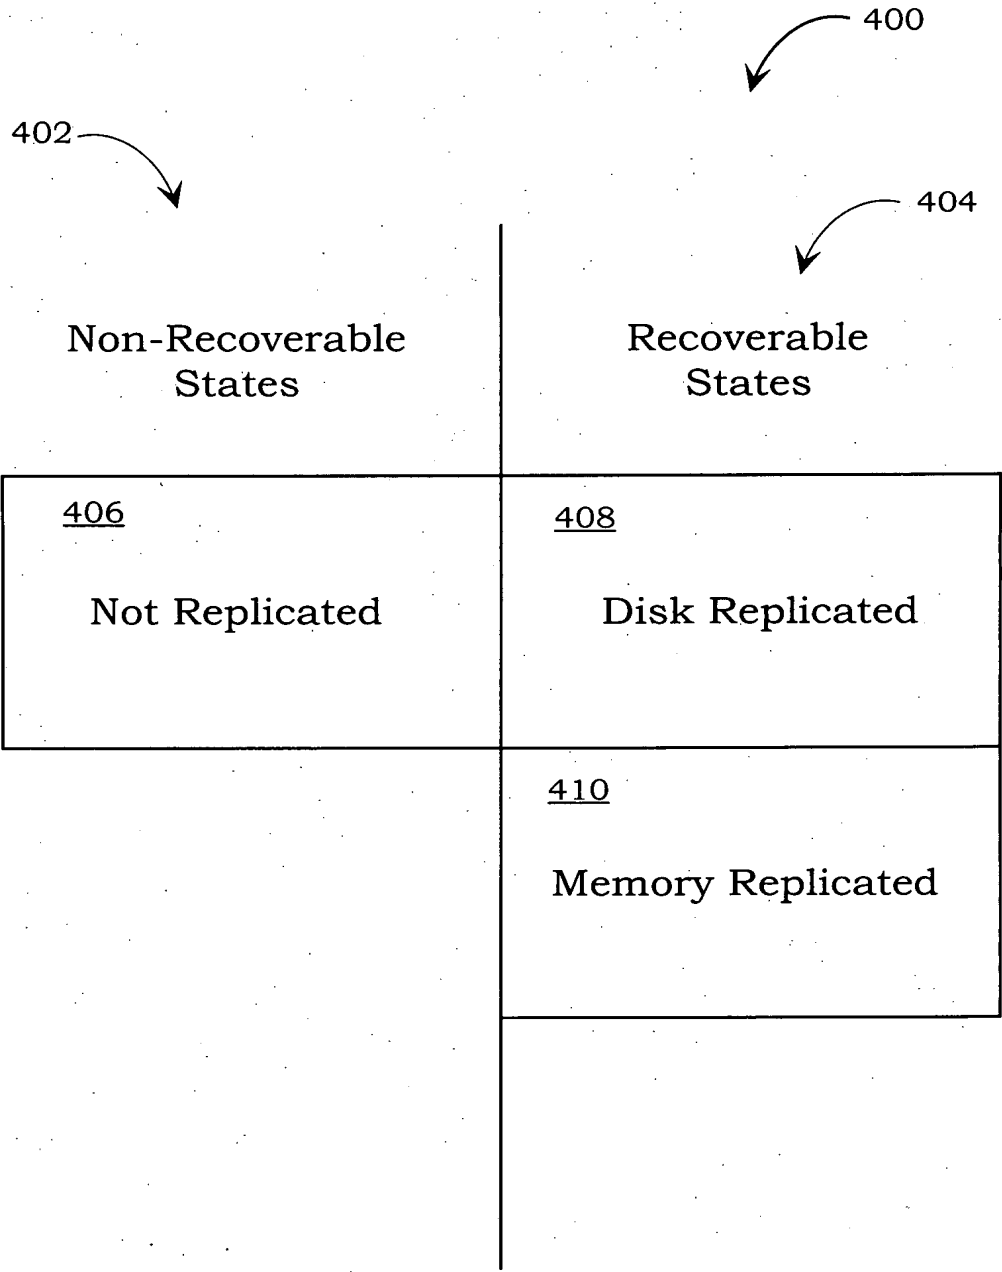 400
402
404
Non-Recoverable
States
Recoverable
States
406
Not Replicated
408
Disk Replicated
410
Memory Replicated